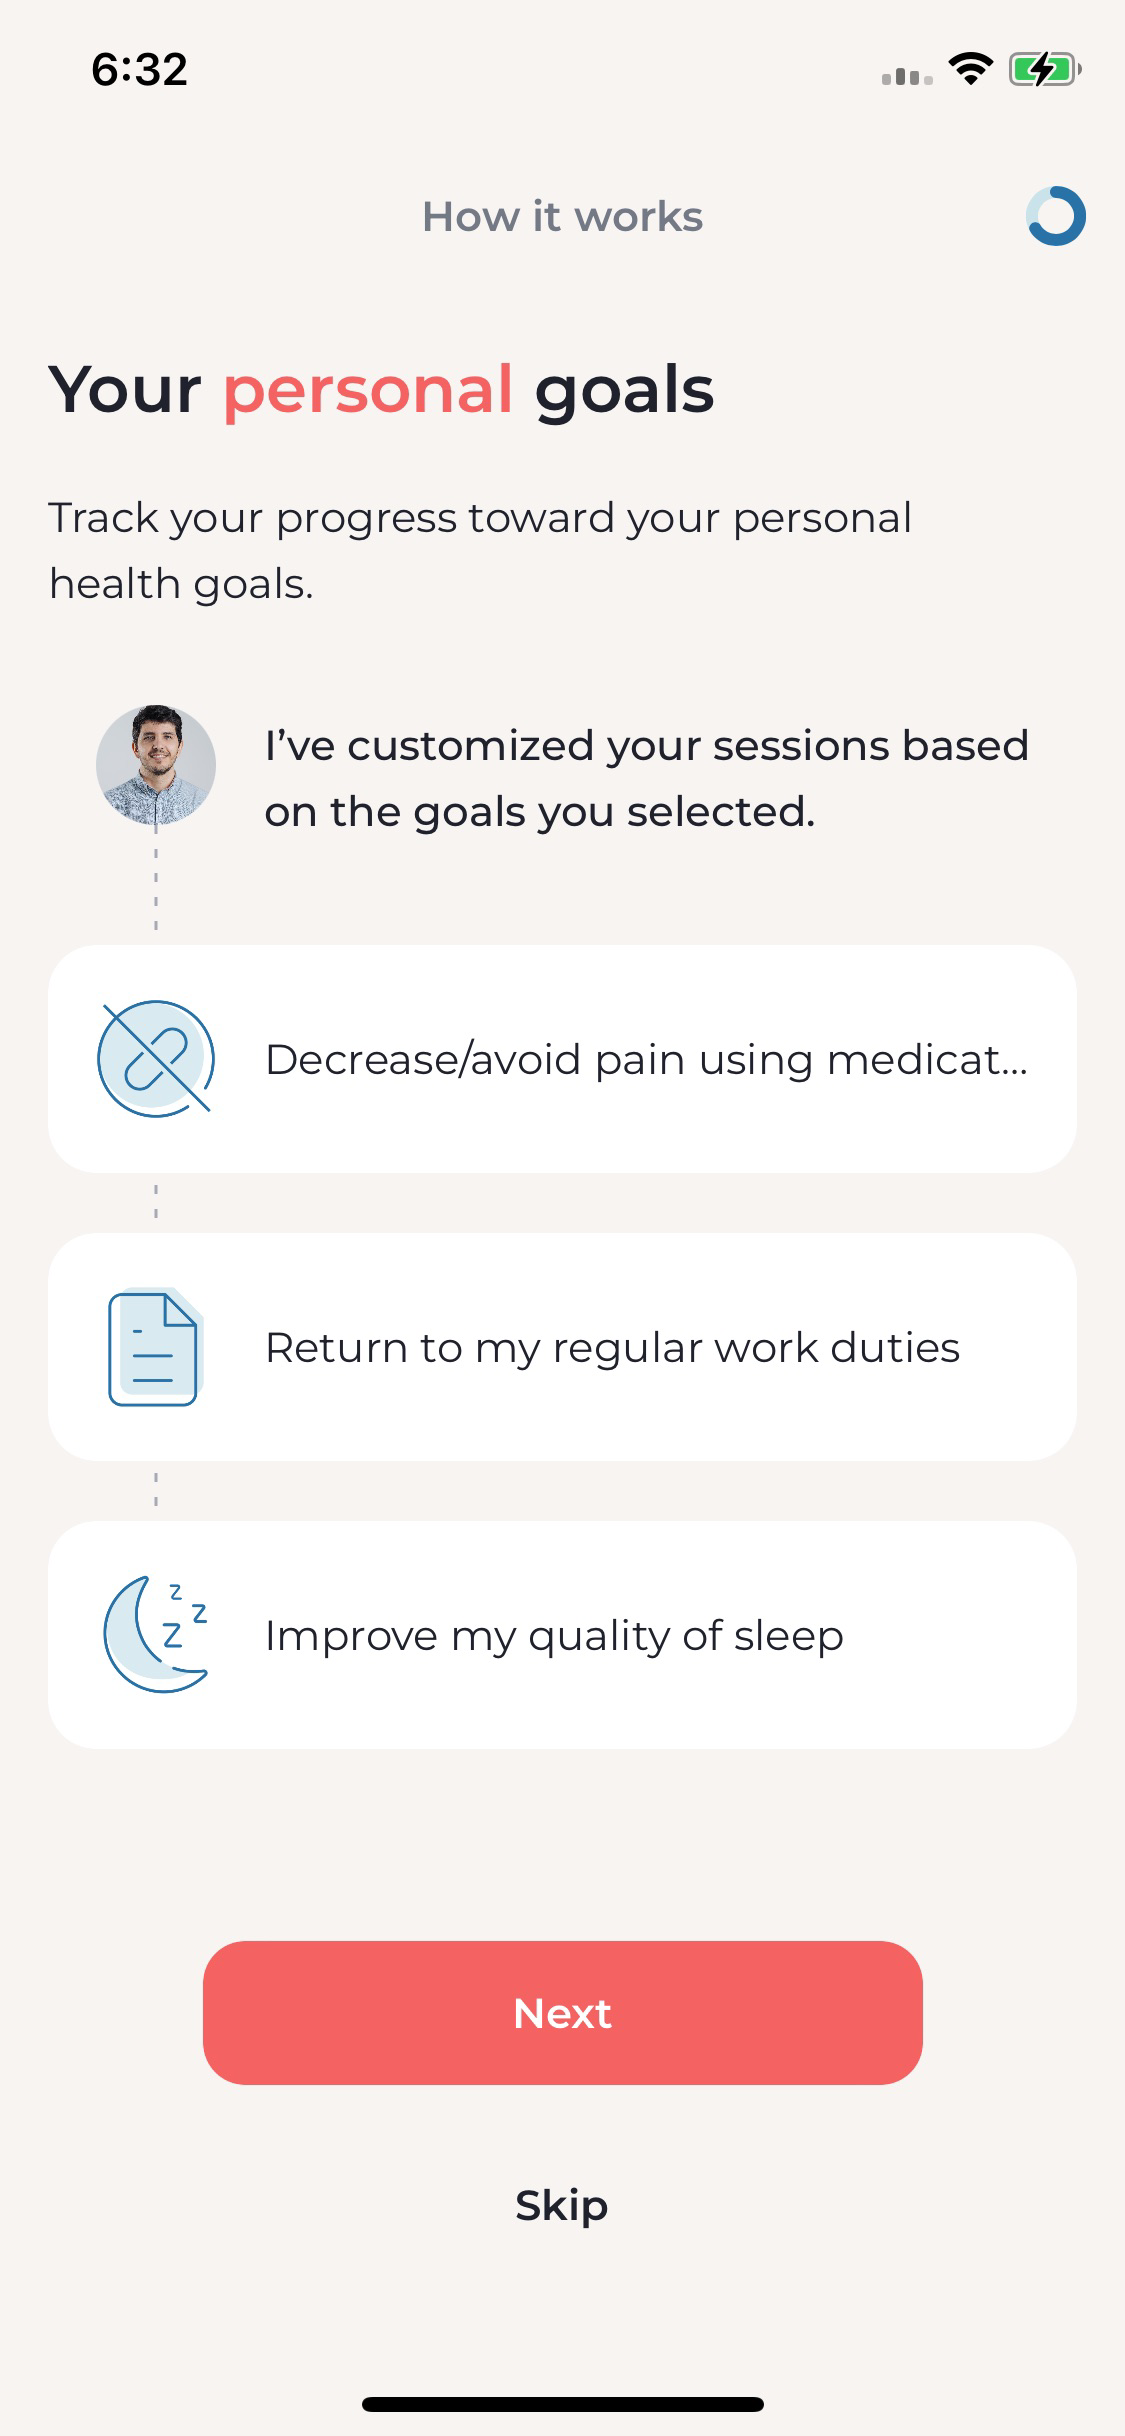 6:32
How it works
Your personal goals
Track your progress toward your personal
health goals.
I’ve customized your sessions based
on the goals you selected.
Decrease/avoid pain using medicat...
Return to my regular work duties
z
z
z
Improve my quality of sleep
Next
Skip